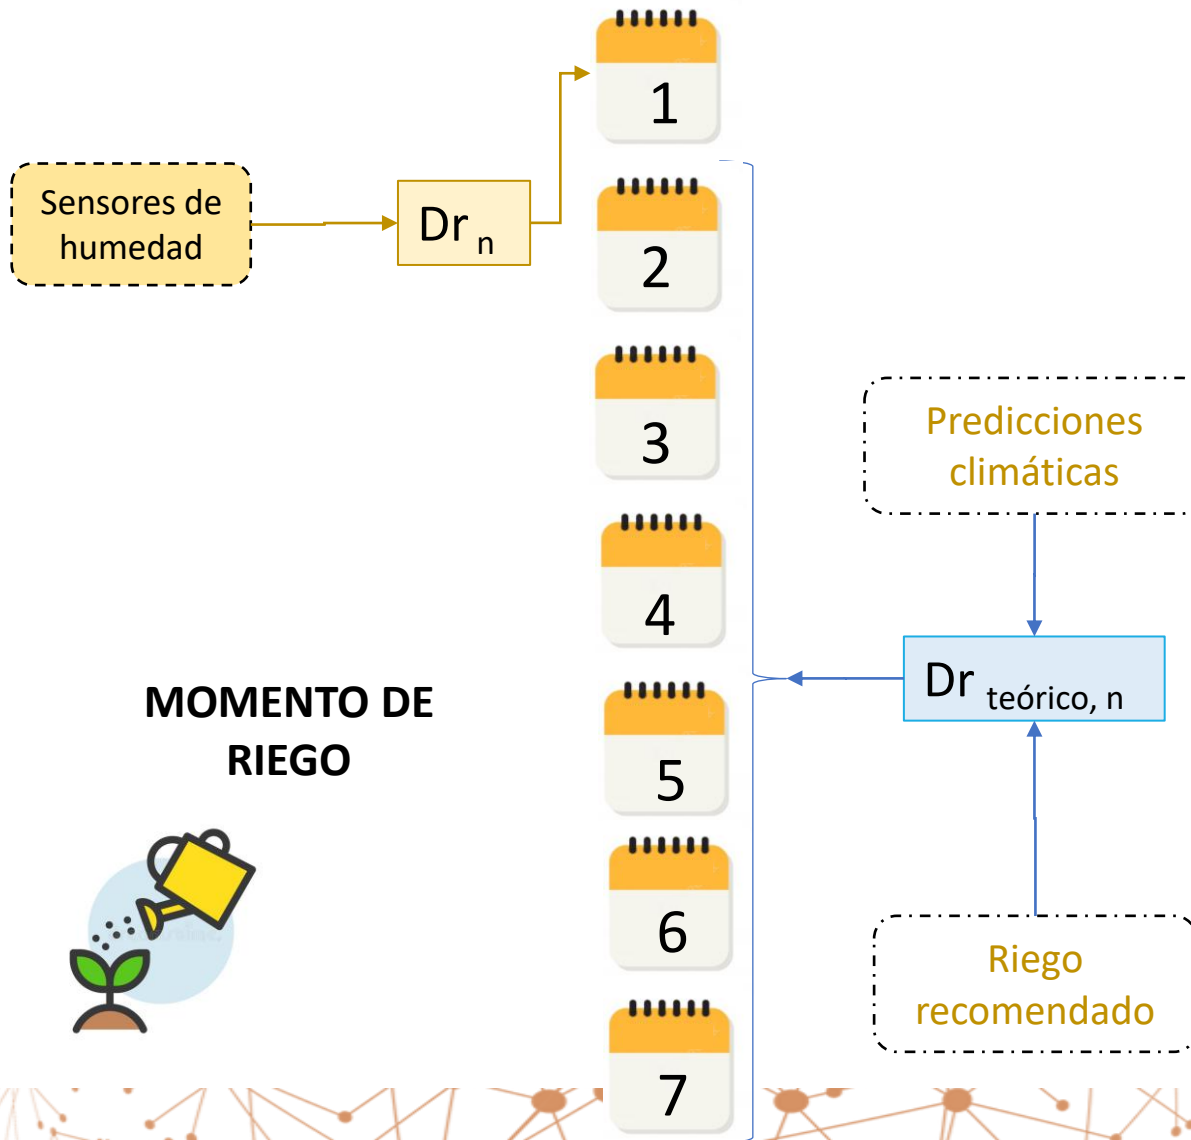 1
Sensores de
humedad
Dr n
2
3
Predicciones
climáticas
4
Dr teórico, n
MOMENTO DE
RIEGO
5
6
Riego
recomendado
7